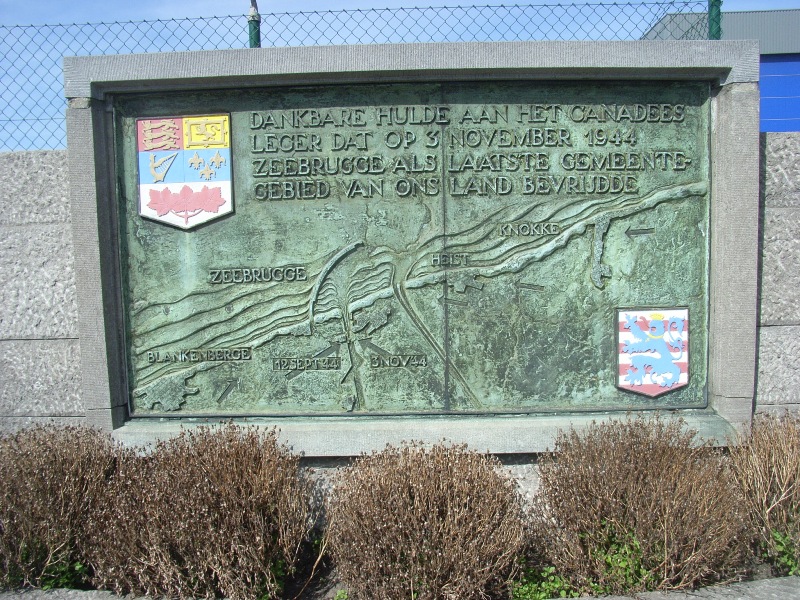 DANKBARE HULDE AAN HET CANADEES
LEGER DAT OP 3 NOVEMBER 1944
ZEEBRUGGE ALS LAATSTE GEMEENTE-
GEBIED VAN ONS LAND BEVRIJDDE
KNOKKE
HEIST
ZEEBRUGGE
BLANKENBERGE
12 SEPT 44
3 NOV 44